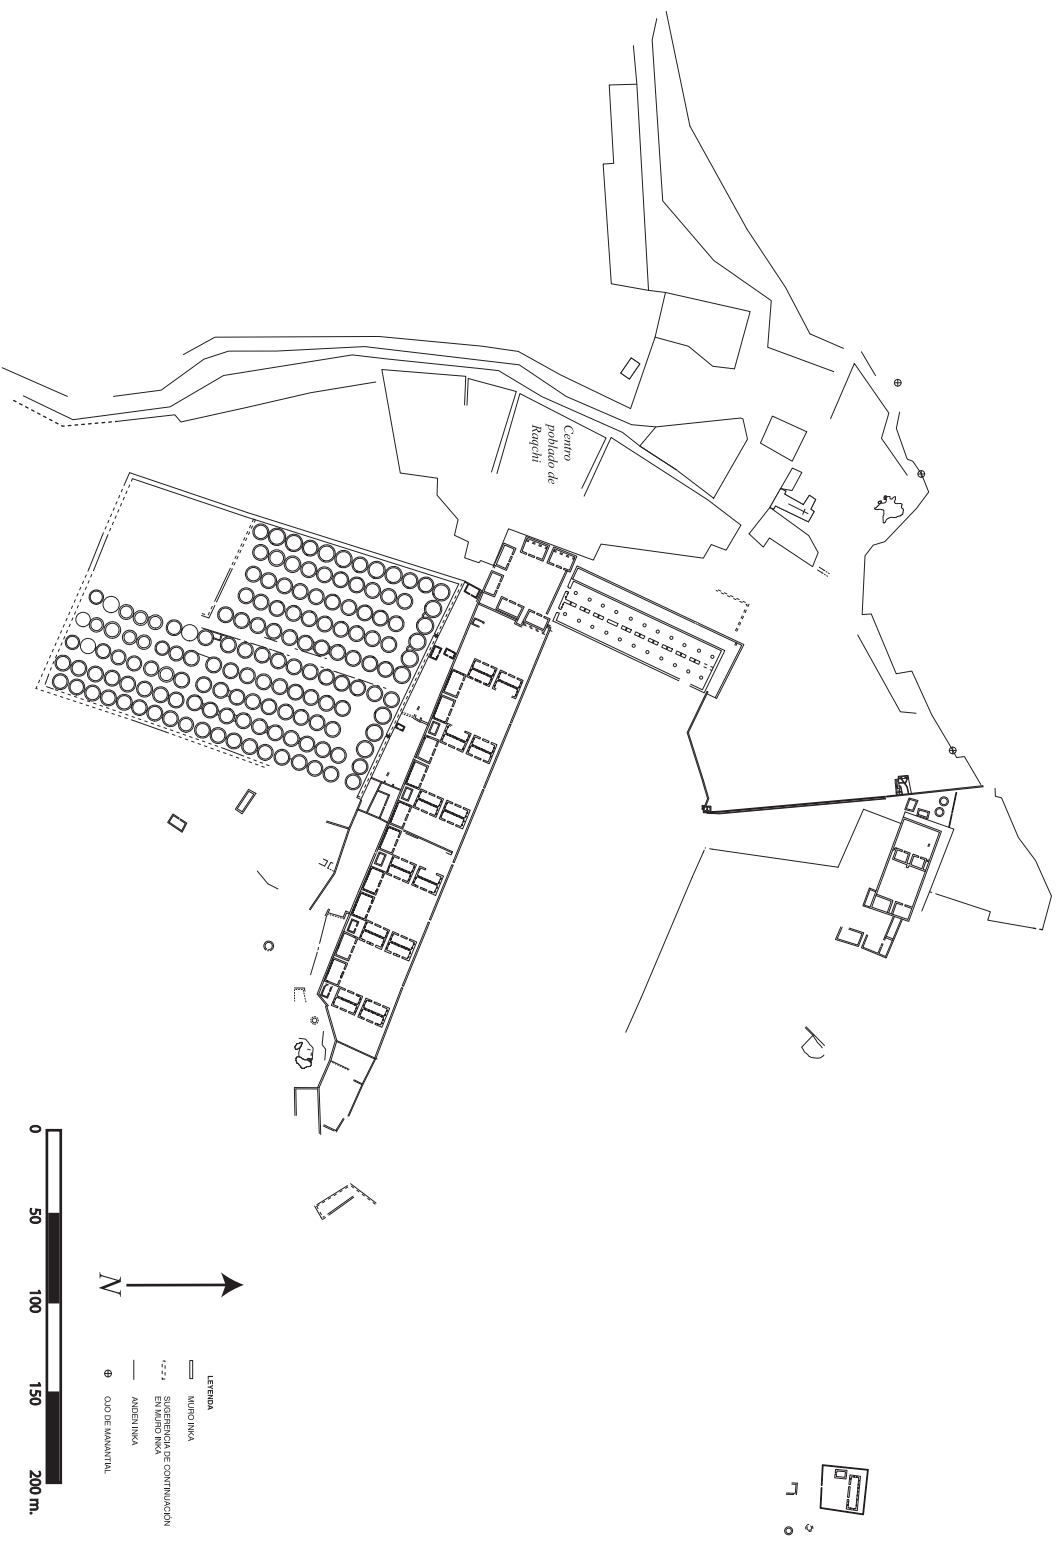 Centro
poblado de
Raqchi
0
50
100
150
200 m.
N
LEYENDA
MURO INKA
SUGERENCIA DE CONTINUACIÓN
EN MURO INKA
ANDEN INKA
OJO DE MANANTIAL